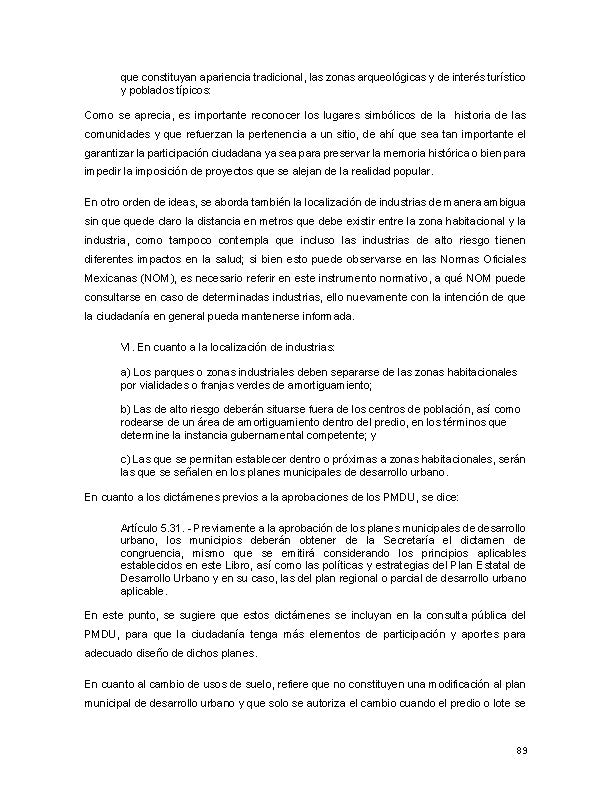 que constituyan apariencia tradicional, las zonas arqueológicas y de interés turístico
y poblados típicos:
Como se aprecia, es importante reconocer los lugares simbólicos de la historia de las
comunidades y que refuerzan la pertenencia a un sitio, de ahí que sea tan importante el
garantizar la participación ciudadana ya sea para preservar la memoria histórica o bien para
impedir la imposición de proyectos que se alejan de la realidad popular.
En otro orden de ideas, se aborda también la localización de industrias de manera ambigua
sin que quede claro la distancia en metros que debe existir entre la zona habitacional y la
industria, como tampoco contempla que incluso las industrias de alto riesgo tienen
diferentes impactos en la salud; si bien esto puede observarse en las Normas Oficiales
Mexicanas (NOM), es necesario referir en este instrumento normativo, a qué NOM puede
consultarse en caso de determinadas industrias, ello nuevamente con la intención de que
la ciudadanía en general pueda mantenerse informada.
VI. En cuanto a la localización de industrias:
a) Los parques o zonas industriales deben separarse de las zonas habitacionales
por vialidades o franjas verdes de amortiguamiento;
b) Las de alto riesgo deberán situarse fuera de los centros de población, así como
rodearse de un área de amortiguamiento dentro del predio, en los términos que
determine la instancia gubernamental competente; y
c) Las que se permitan establecer dentro o próximas a zonas habitacionales, serán
las que se señalen en los planes municipales de desarrollo urbano.
En cuanto a los dictámenes previos a la aprobaciones de los PMDU, se dice:
Artículo 5.31. - Previamente a la aprobación de los planes municipales de desarrollo
urbano, los municipios deberán obtener de la Secretaría el dictamen de
congruencia, mismo que se emitirá considerando los principios aplicables
establecidos en este Libro, así como las políticas y estrategias del Plan Estatal de
Desarrollo Urbano y en su caso, las del plan regional o parcial de desarrollo urbano
aplicable.
En este punto, se sugiere que estos dictámenes se incluyan en la consulta pública del
PMDU, para que la ciudadanía tenga más elementos de participación y aportes para
adecuado diseño de dichos planes.
En cuanto al cambio de usos de suelo, refiere que no constituyen una modificación al plan
municipal de desarrollo urbano y que solo se autoriza el cambio cuando el predio o lote se
89